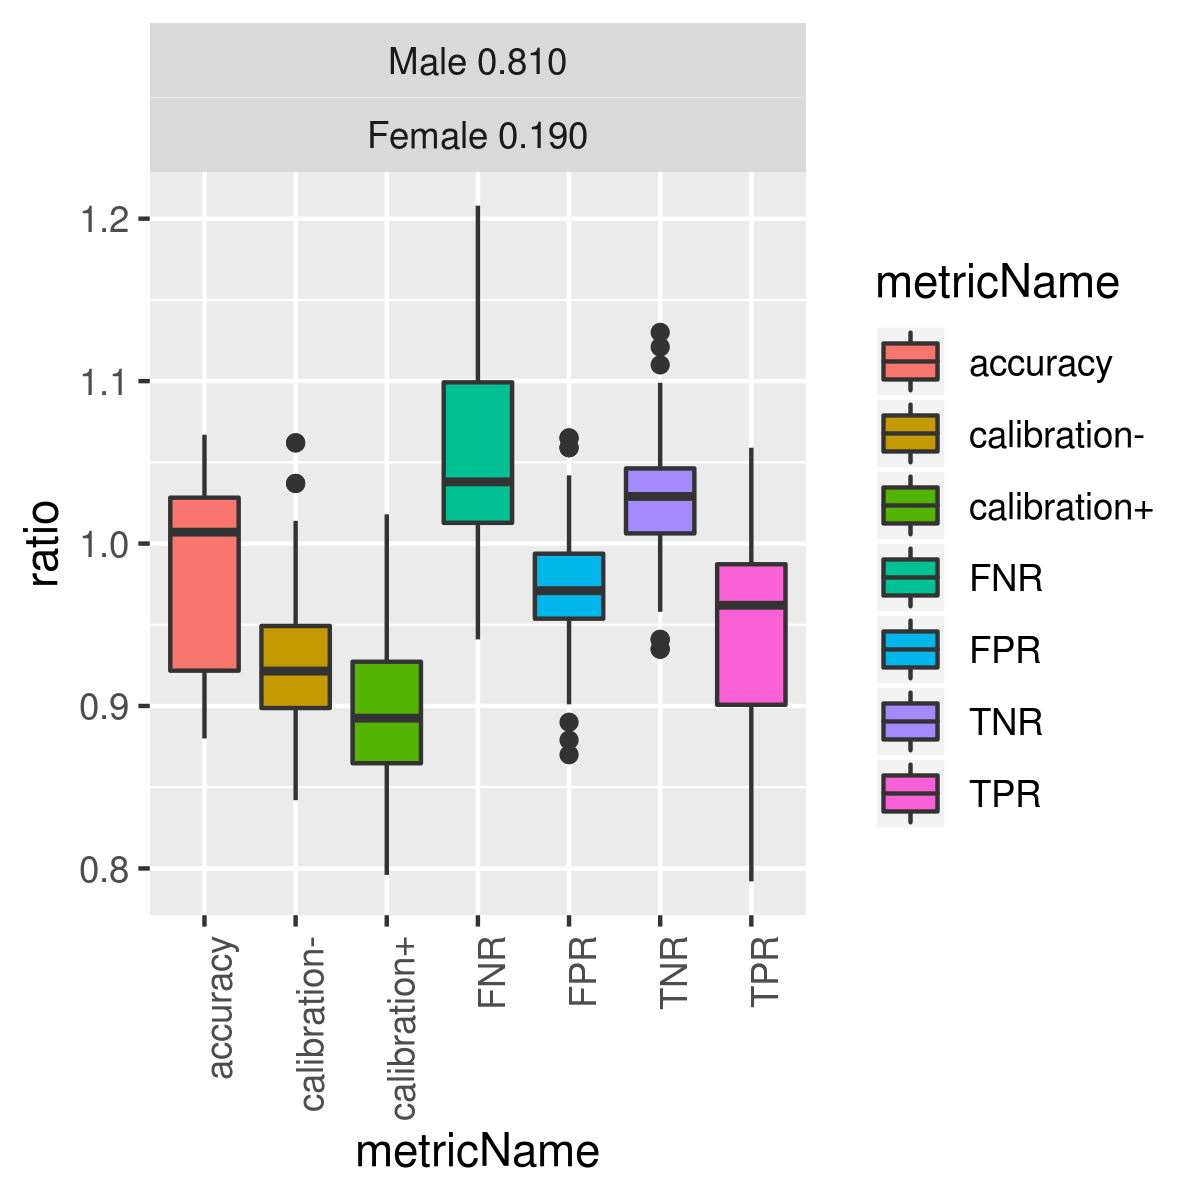 Male 0.810
Female 0.190
1.2
1.1
1.0
0.9
0.8
ratio
accuracy
calibration-
calibration+
FNR
FPR
TNR
TPR
metricName
metricName
accuracy
calibration-
calibration+
FNR
FPR
TNR
TPR